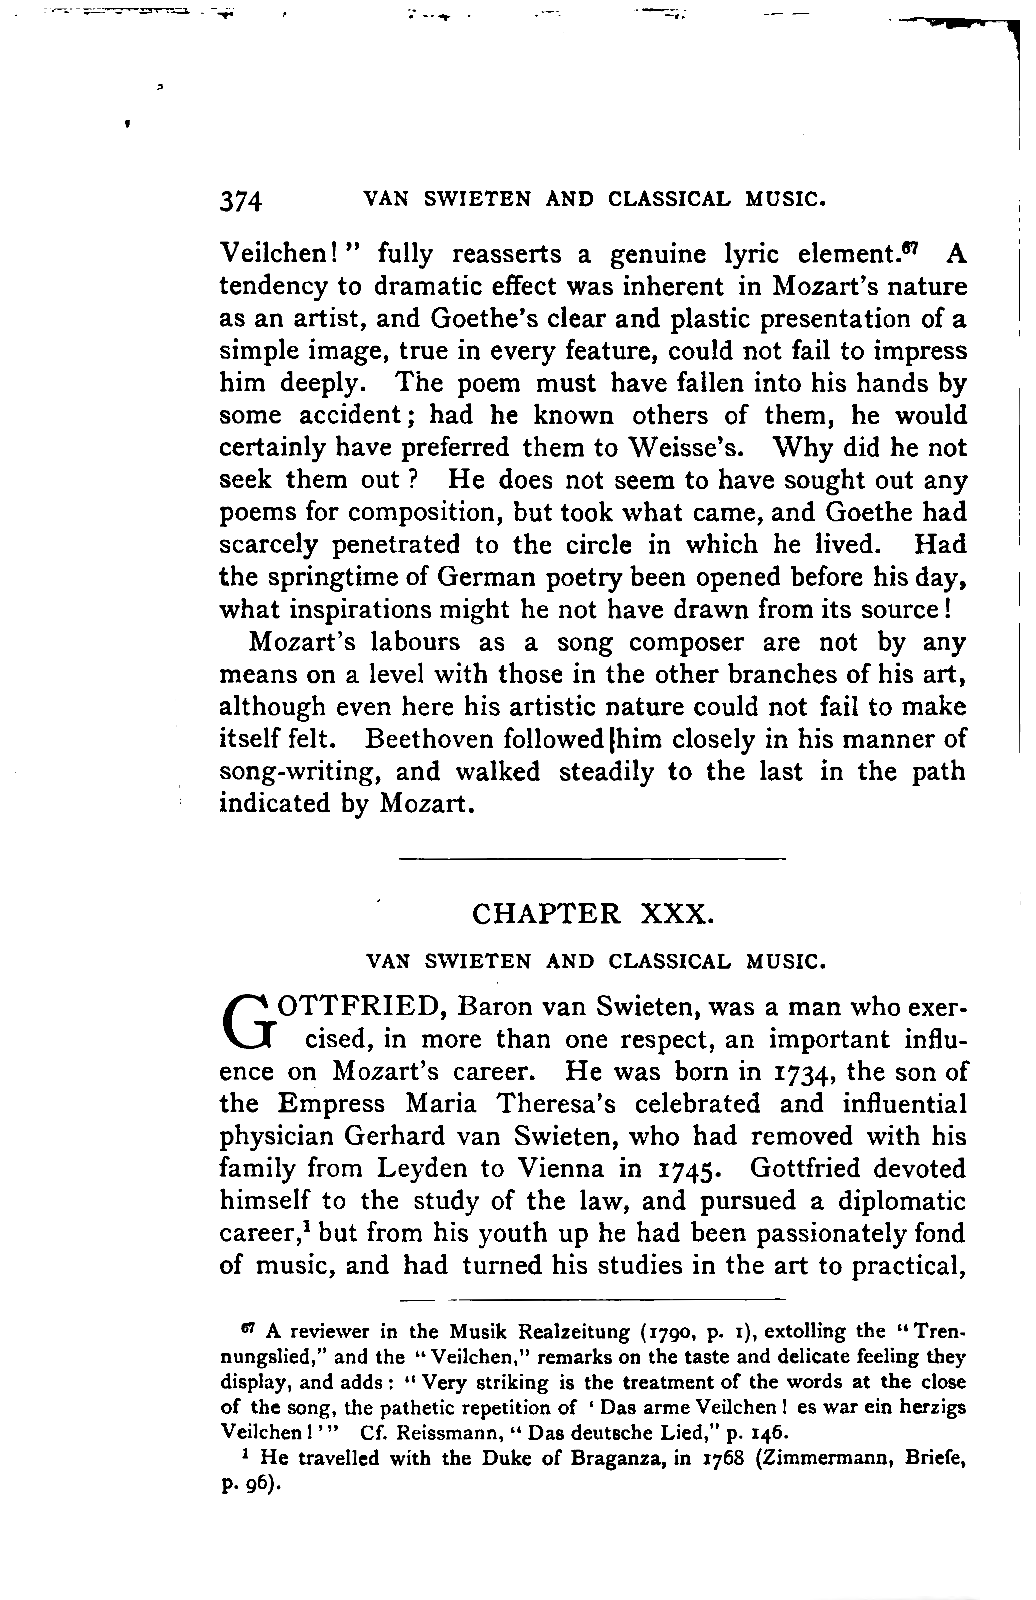 374 VAN SWIETEN AND CLASSICAL MUSIC.
Veilchen! " fully reasserts a genuine lyric element.⁶⁷ A
tendency to dramatic effect was inherent in Mozart's nature
as an artist, and Goethe's clear and plastic presentation of a
simple image, true in every feature, could not fail to impress
him deeply. The poem must have fallen into his hands by
some accident; had he known others of them, he would
certainly have preferred them to Weisse's. Why did he not
seek them out ? He does not seem to have sought out any
poems for composition, but took what came, and Goethe had
scarcely penetrated to the circle in which he lived. Had
the springtime of German poetry been opened before his day,
what inspirations might he not have drawn from its source!
Mozart's labours as a song composer are not by any
means on a level with those in the other branches of his art,
although even here his artistic nature could not fail to make
itself felt. Beethoven followed him closely in his manner of
song-writing, and walked steadily to the last in the path
indicated by Mozart.
CHAPTER XXX.
VAN SWIETEN AND CLASSICAL MUSIC.
GOTTFRIED, Baron van Swieten, was a man who exer-
cised, in more than one respect, an important influ-
ence on Mozart's career. He was born in 1734, the son of
the Empress Maria Theresa's celebrated and influential
physician Gerhard van Swieten, who had removed with his
family from Leyden to Vienna in 1745. Gottfried devoted
himself to the study of the law, and pursued a diplomatic
career,¹ but from his youth up he had been passionately fond
of music, and had turned his studies in the art to practical,
⁶⁷ A reviewer in the Musik Realzeitung (1790, p. 1), extolling the "Tren-
nungslied," and the "Veilchen," remarks on the taste and delicate feeling they
display, and adds: "Very striking is the treatment of the words at the close
of the song, the pathetic repetition of 'Das arme Veilchen! es war ein herzigs
Veilchen!'" Cf. Reissmann, "Das deutsche Lied," p. 146.
¹ He travelled with the Duke of Braganza, in 1768 (Zimmermann, Briefe,
p. 96).